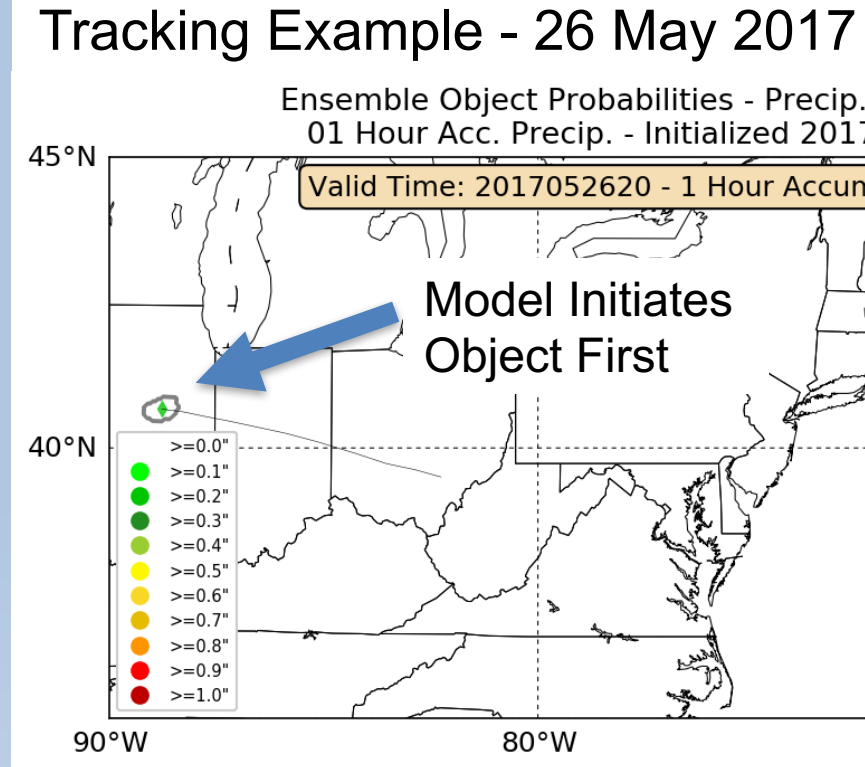 Tracking Example - 26 May 2017
Ensemble Object Probabilities - Precip.
01 Hour Acc. Precip. - Initialized 2017
45°N
Valid Time: 2017052620 - 1 Hour Accum
Model Initiates
Object First
40°N
>=0.0"
>=0.1"
>=0.2"
>=0.3"
>=0.4"
>=0.5"
>=0.6"
>=0.7"
>=0.8"
>=0.9"
>=1.0"
90°W
80°W